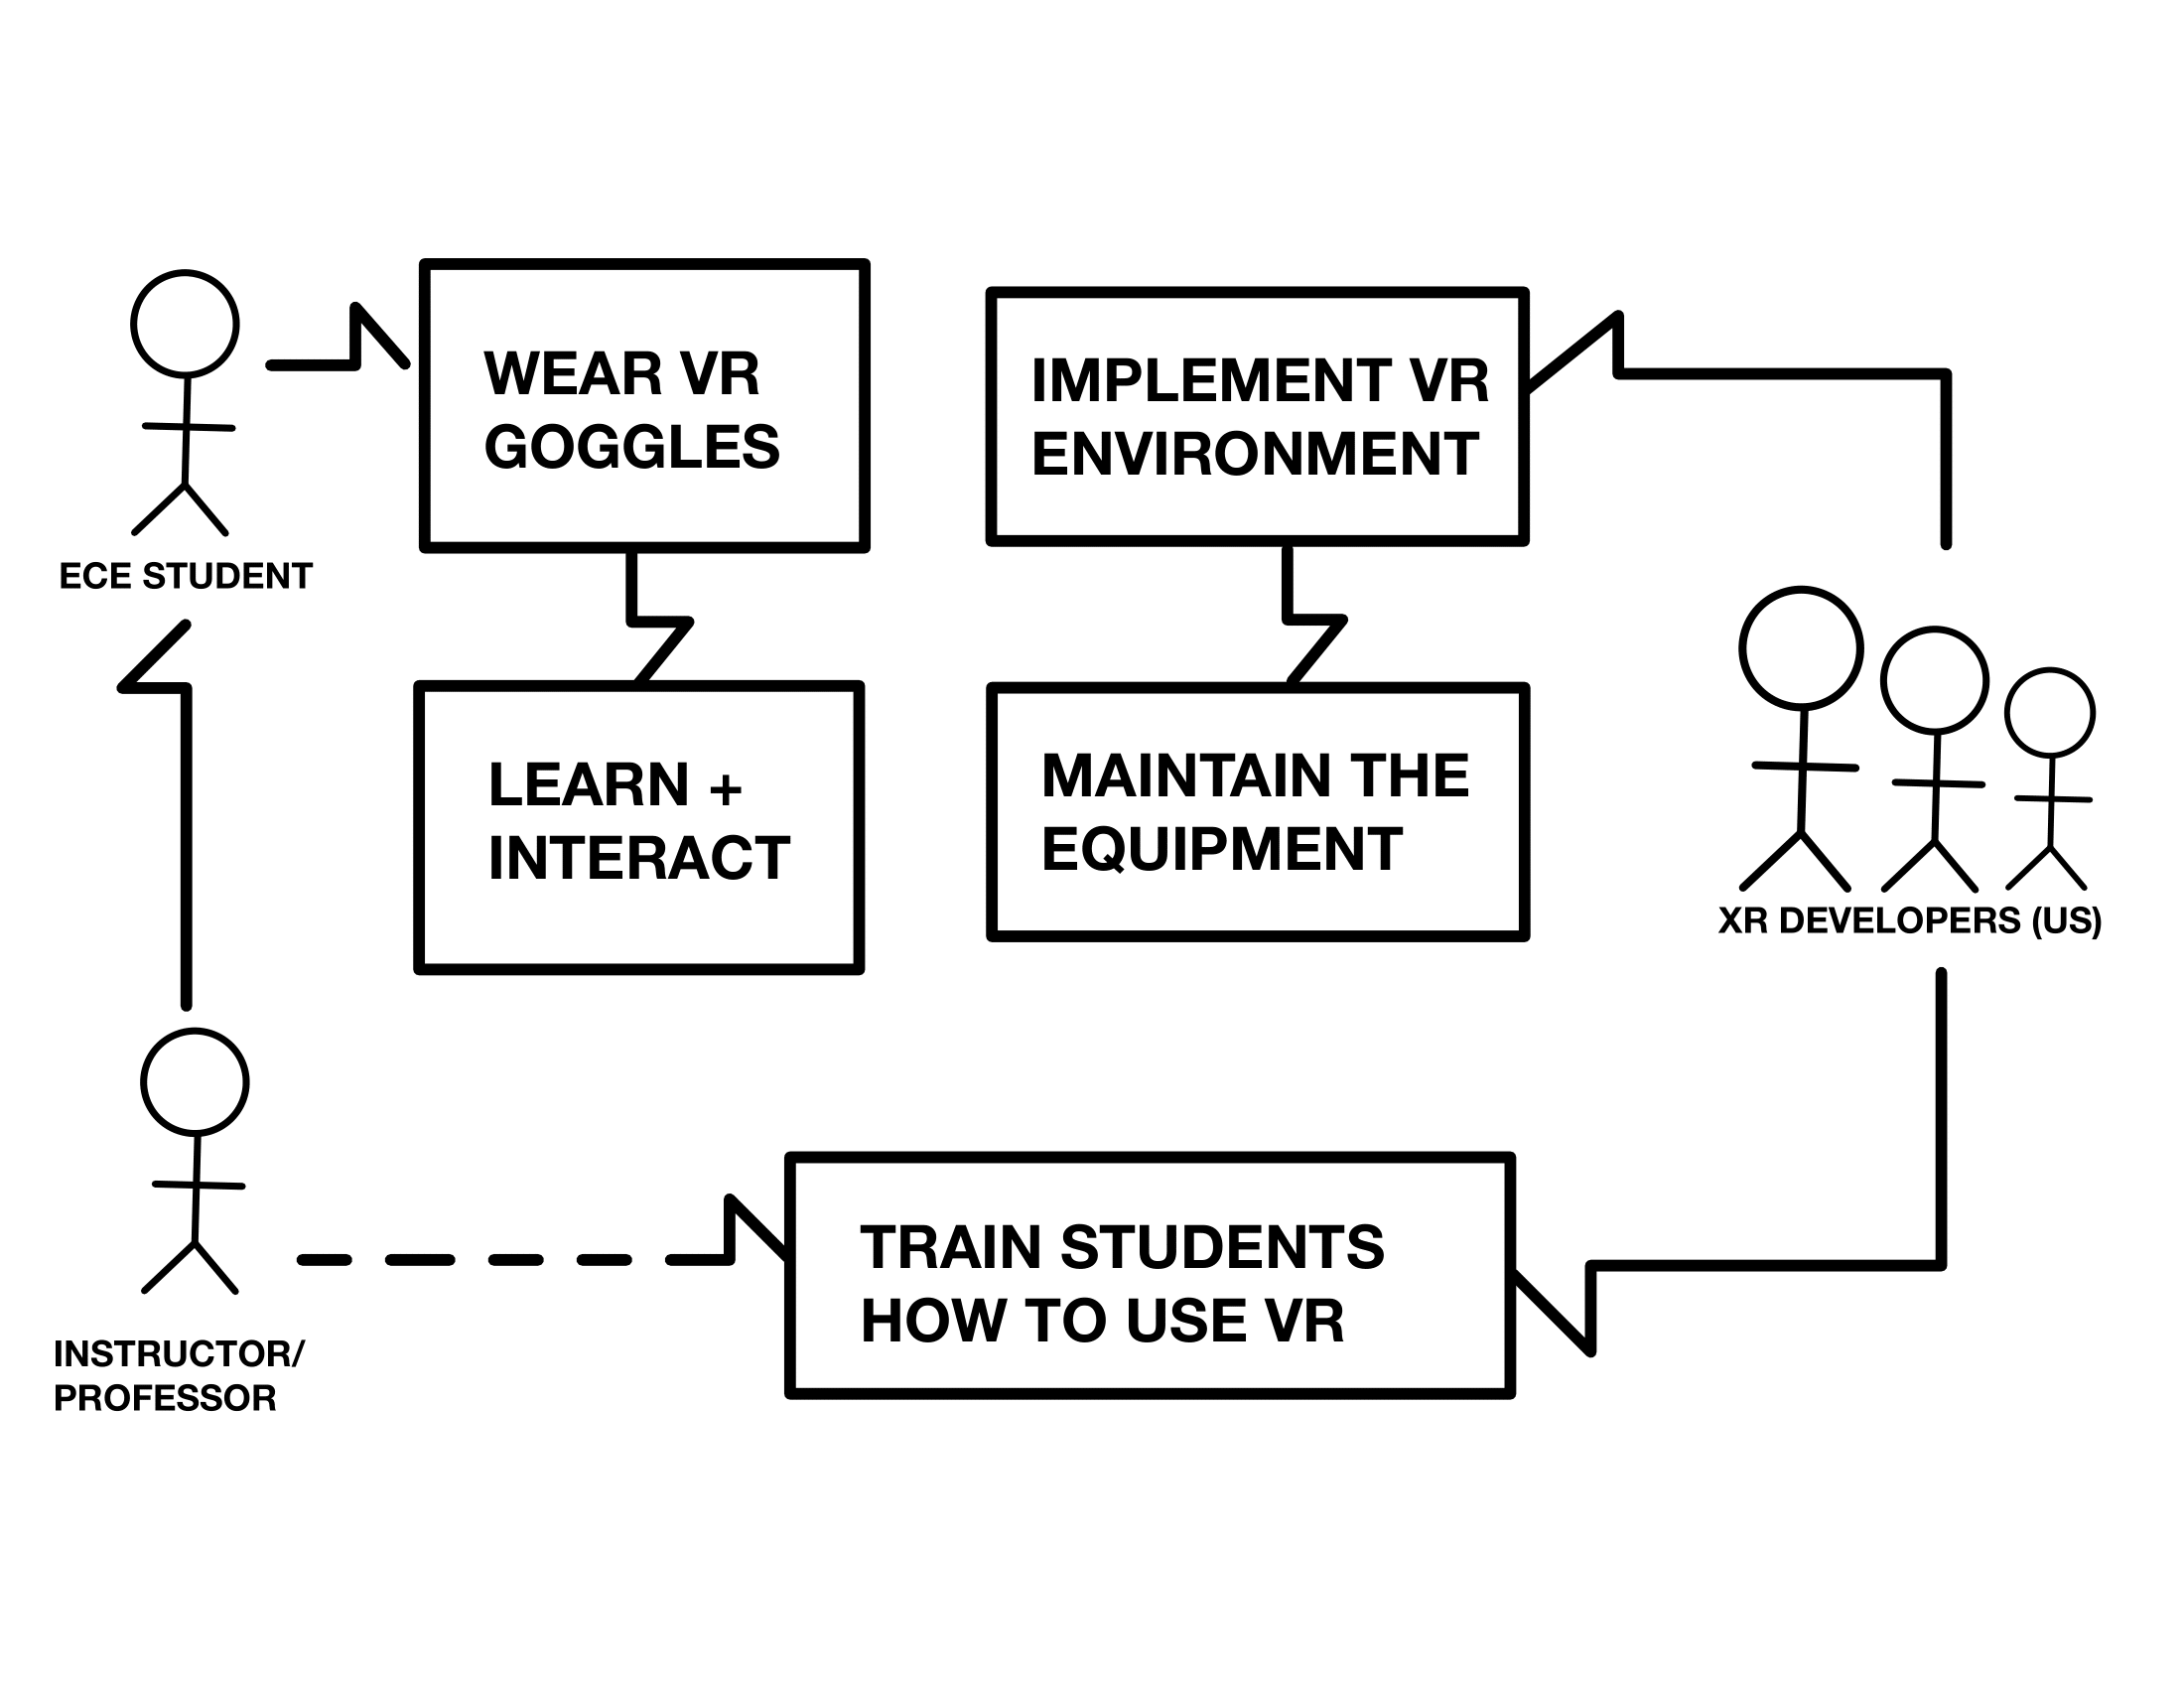 WEAR VR
GOGGLES
IMPLEMENT VR
ENVIRONMENT
ECE STUDENT
LEARN +
INTERACT
MAINTAIN THE
EQUIPMENT
XR DEVELOPERS (US)
TRAIN STUDENTS
HOW TO USE VR
INSTRUCTOR/
PROFESSOR